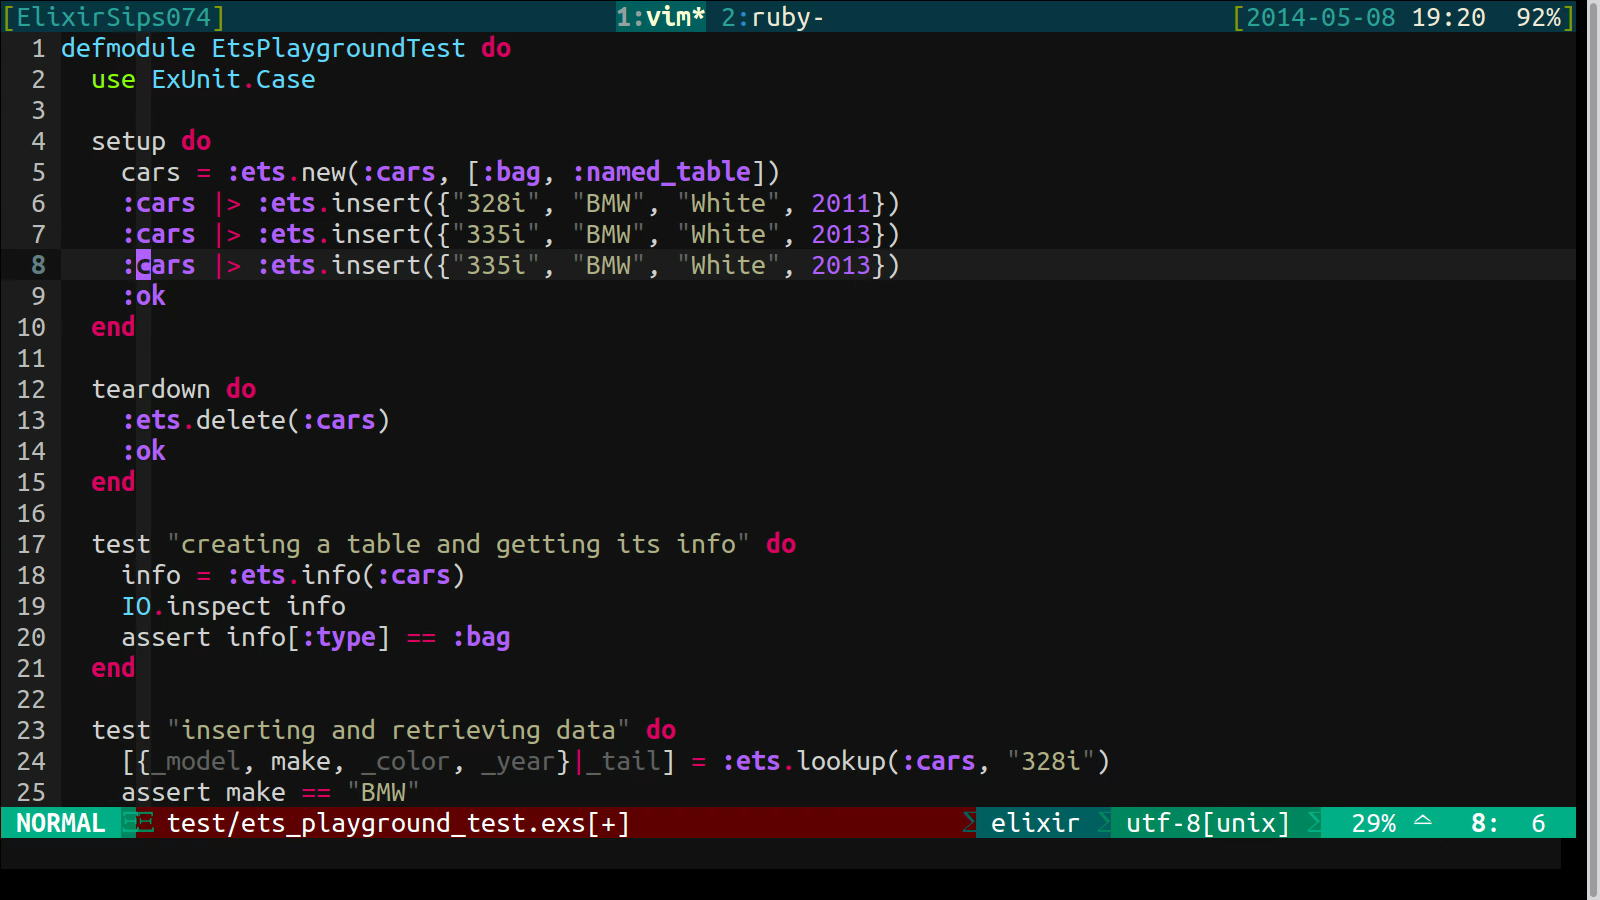 [ElixirSips074] 1:vim* 2:ruby- [2014-05-08 19:20 92%]
1 defmodule EtsPlaygroundTest do
2   use ExUnit.Case
3
4   setup do
5     cars = :ets.new(:cars, [:bag, :named_table])
6     :cars |> :ets.insert({"328i", "BMW", "White", 2011})
7     :cars |> :ets.insert({"335i", "BMW", "White", 2013})
8     :cars |> :ets.insert({"335i", "BMW", "White", 2013})
9     :ok
10   end
11
12   teardown do
13     :ets.delete(:cars)
14     :ok
15   end
16
17   test "creating a table and getting its info" do
18     info = :ets.info(:cars)
19     IO.inspect info
20     assert info[:type] == :bag
21   end
22
23   test "inserting and retrieving data" do
24     [{_model, make, _color, _year}|_tail] = :ets.lookup(:cars, "328i")
25     assert make == "BMW"
NORMAL test/ets_playground_test.exs[+] elixir utf-8[unix] 29% 8: 6